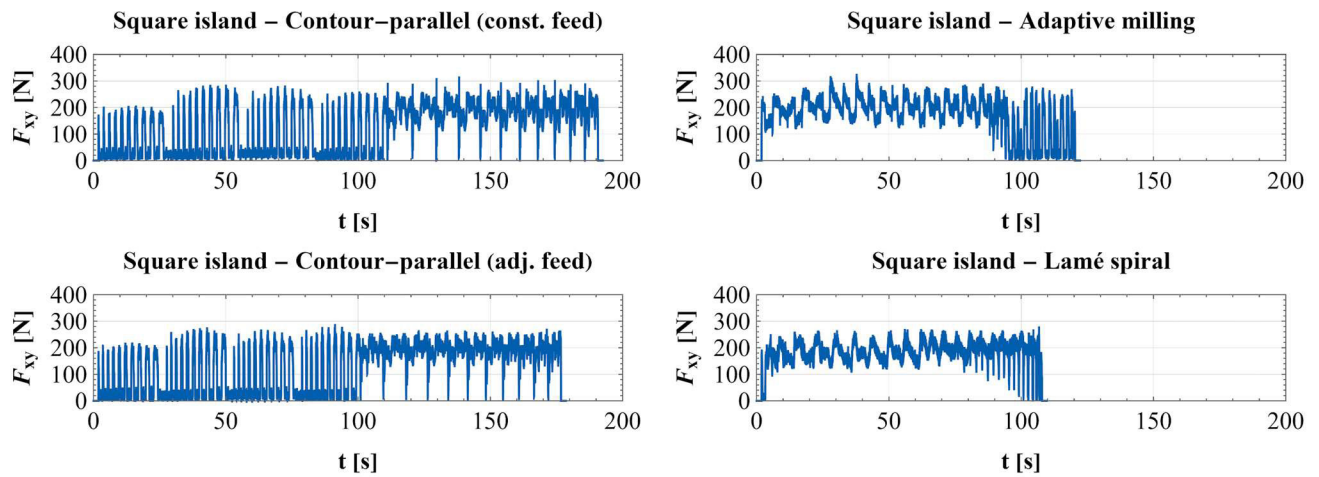 Square island − Contour−parallel (const. feed)
400
300
200
100
0
F_xy [N]
0 50 100 150 200
t [s]
Square island − Adaptive milling
400
300
200
100
0
F_xy [N]
0 50 100 150 200
t [s]
Square island − Contour−parallel (adj. feed)
400
300
200
100
0
F_xy [N]
0 50 100 150 200
t [s]
Square island − Lamé spiral
400
300
200
100
0
F_xy [N]
0 50 100 150 200
t [s]